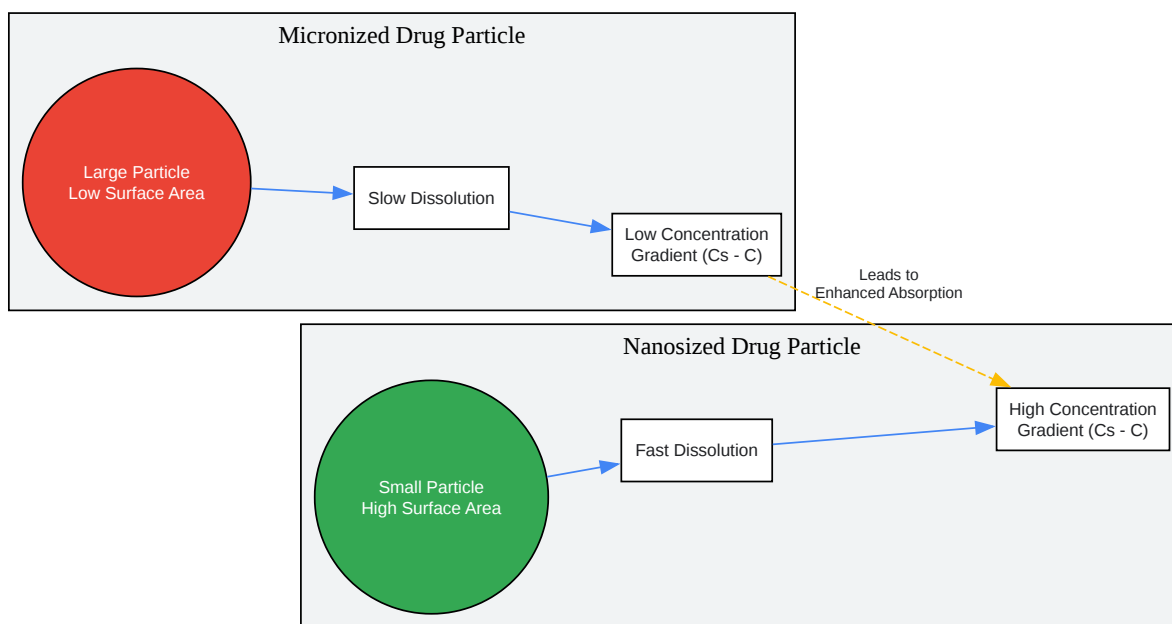 Micronized Drug Particle
Large Particle
Low Surface Area
Slow Dissolution
Low Concentration
Gradient (Cs - C)
Leads to
Enhanced Absorption
Nanosized Drug Particle
Small Particle
High Surface Area
Fast Dissolution
High Concentration
Gradient (Cs - C)